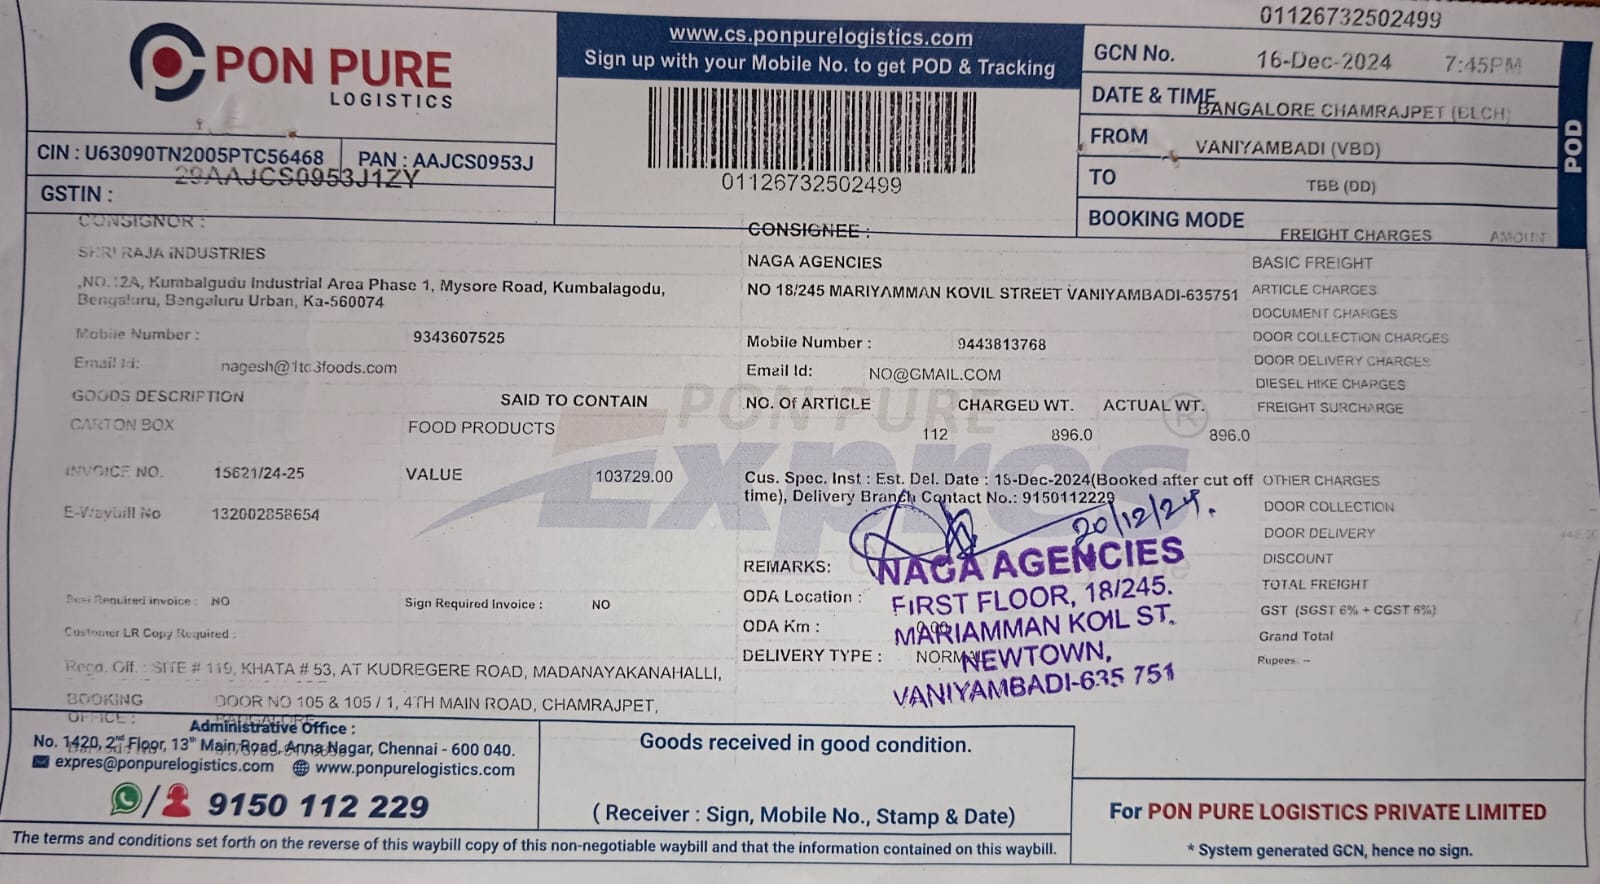 01126732502499
PON PURE
LOGISTICS
www.cs.ponpurelogistics.com
Sign up with your Mobile No. to get POD & Tracking
01126732502499
GCN No.
16-Dec-2024 7:45PM
DATE & TIME
BANGALORE CHAMRAJPET (BLCH)
FROM
VANIYAMBADI (VBD)
TO
TBB (DD)
BOOKING MODE
POD
CIN : U63090TN2005PTC56468
PAN : AAJCS0953J
29AAJCS0953J1ZY
GSTIN :
CONSIGNOR :
SHRI RAJA INDUSTRIES
,NO.12A, Kumbalgudu Industrial Area Phase 1, Mysore Road, Kumbalagodu,
Bengaluru, Bangaluru Urban, Ka-560074
Mobile Number : 9343607525
Email Id: nagesh@1tc3foods.com
GOODS DESCRIPTION SAID TO CONTAIN
CARTON BOX FOOD PRODUCTS
INVOICE NO. 15621/24-25 VALUE 103729.00
E-Waybill No 132002858654
Required invoice : NO Sign Required Invoice : NO
Customer LR Copy Required :
Regd. Off. : SITE # 119, KHATA # 53, AT KUDREGERE ROAD, MADANAYAKANAHALLI,
BOOKING DOOR NO 105 & 105 / 1, 4TH MAIN ROAD, CHAMRAJPET,
OFFICE : BANGALORE
CONSIGNEE :
NAGA AGENCIES
NO 18/245 MARIYAMMAN KOVIL STREET VANIYAMBADI-635751
Mobile Number : 9443813768
Email Id: NO@GMAIL.COM
NO. Of ARTICLE CHARGED WT. ACTUAL WT.
112 896.0 896.0
PON PURE
Expres
®
Cus. Spec. Inst : Est. Del. Date : -Dec-2024(Booked after cut off
time), Delivery Branch Contact No.: 9150112229
20/12/24.
REMARKS:
ODA Location :
ODA Km : 0.00
DELIVERY TYPE : NORMAL
NAGA AGENCIES
FIRST FLOOR, 18/245.
MARIAMMAN KOIL ST.
NEWTOWN,
VANIYAMBADI-635 751
FREIGHT CHARGES AMOUNT
BASIC FREIGHT
ARTICLE CHARGES
DOCUMENT CHARGES
DOOR COLLECTION CHARGES
DOOR DELIVERY CHARGES
DIESEL HIKE CHARGES
FREIGHT SURCHARGE
OTHER CHARGES
DOOR COLLECTION
DOOR DELIVERY
DISCOUNT
TOTAL FREIGHT
GST (SGST 6% + CGST 6%)
Grand Total
Rupees: --
Administrative Office :
No. 1420, 2nd Floor, 13th Main Road, Anna Nagar, Chennai - 600 040.
expres@ponpurelogistics.com www.ponpurelogistics.com
/ 9150 112 229
Goods received in good condition.
( Receiver : Sign, Mobile No., Stamp & Date)
For PON PURE LOGISTICS PRIVATE LIMITED
* System generated GCN, hence no sign.
The terms and conditions set forth on the reverse of this waybill copy of this non-negotiable waybill and that the information contained on this waybill.